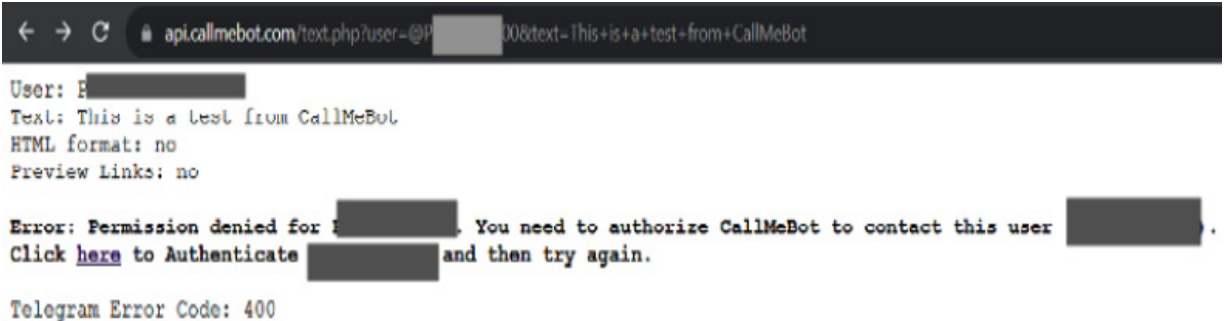 api.callmebot.com/text.php?user=@P 00&text=This+is+a+test+from+CallMeBot
User:
Text: This is a test from CallMeBot
HTML format: no
Preview Links: no
Error: Permission denied for . You need to authorize CallMeBot to contact this user ).
Click here to Authenticate and then try again.
Telegram Error Code: 400